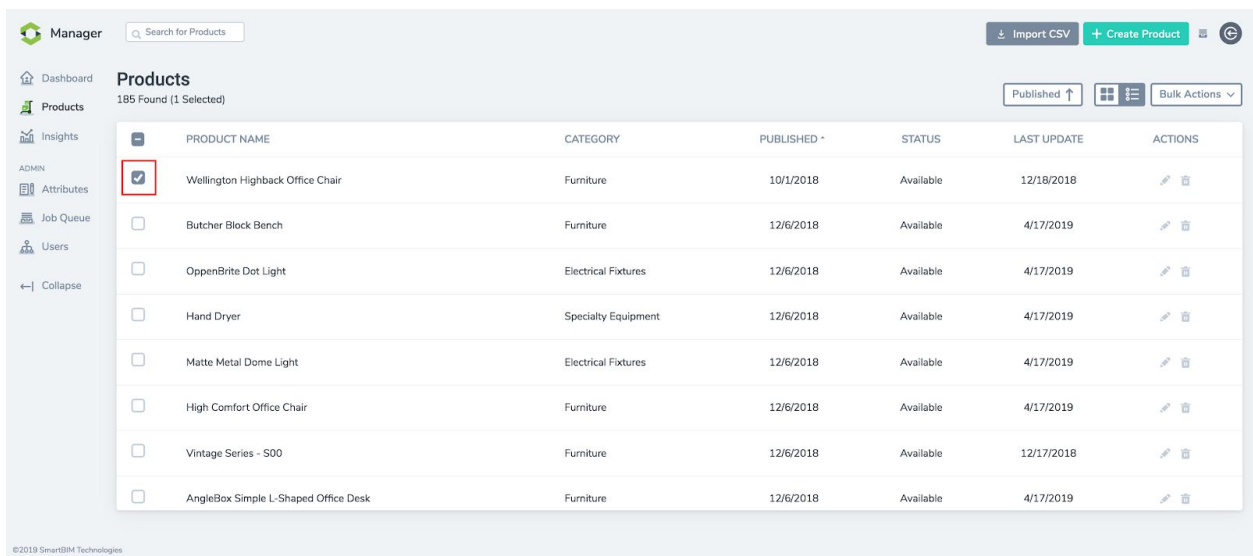 Manager
Search for Products
Import CSV
+ Create Product
Dashboard
Products
Insights
ADMIN
Attributes
Job Queue
Users
Collapse
Products
185 Found (1 Selected)
Published ↑
Bulk Actions
PRODUCT NAME CATEGORY PUBLISHED STATUS LAST UPDATE ACTIONS
Wellington Highback Office Chair Furniture 10/1/2018 Available 12/18/2018
Butcher Block Bench Furniture 12/6/2018 Available 4/17/2019
OppenBrite Dot Light Electrical Fixtures 12/6/2018 Available 4/17/2019
Hand Dryer Specialty Equipment 12/6/2018 Available 4/17/2019
Matte Metal Dome Light Electrical Fixtures 12/6/2018 Available 4/17/2019
High Comfort Office Chair Furniture 12/6/2018 Available 4/17/2019
Vintage Series - S00 Furniture 12/6/2018 Available 12/17/2018
AngleBox Simple L-Shaped Office Desk Furniture 12/6/2018 Available 4/17/2019
©2019 SmartBIM Technologies